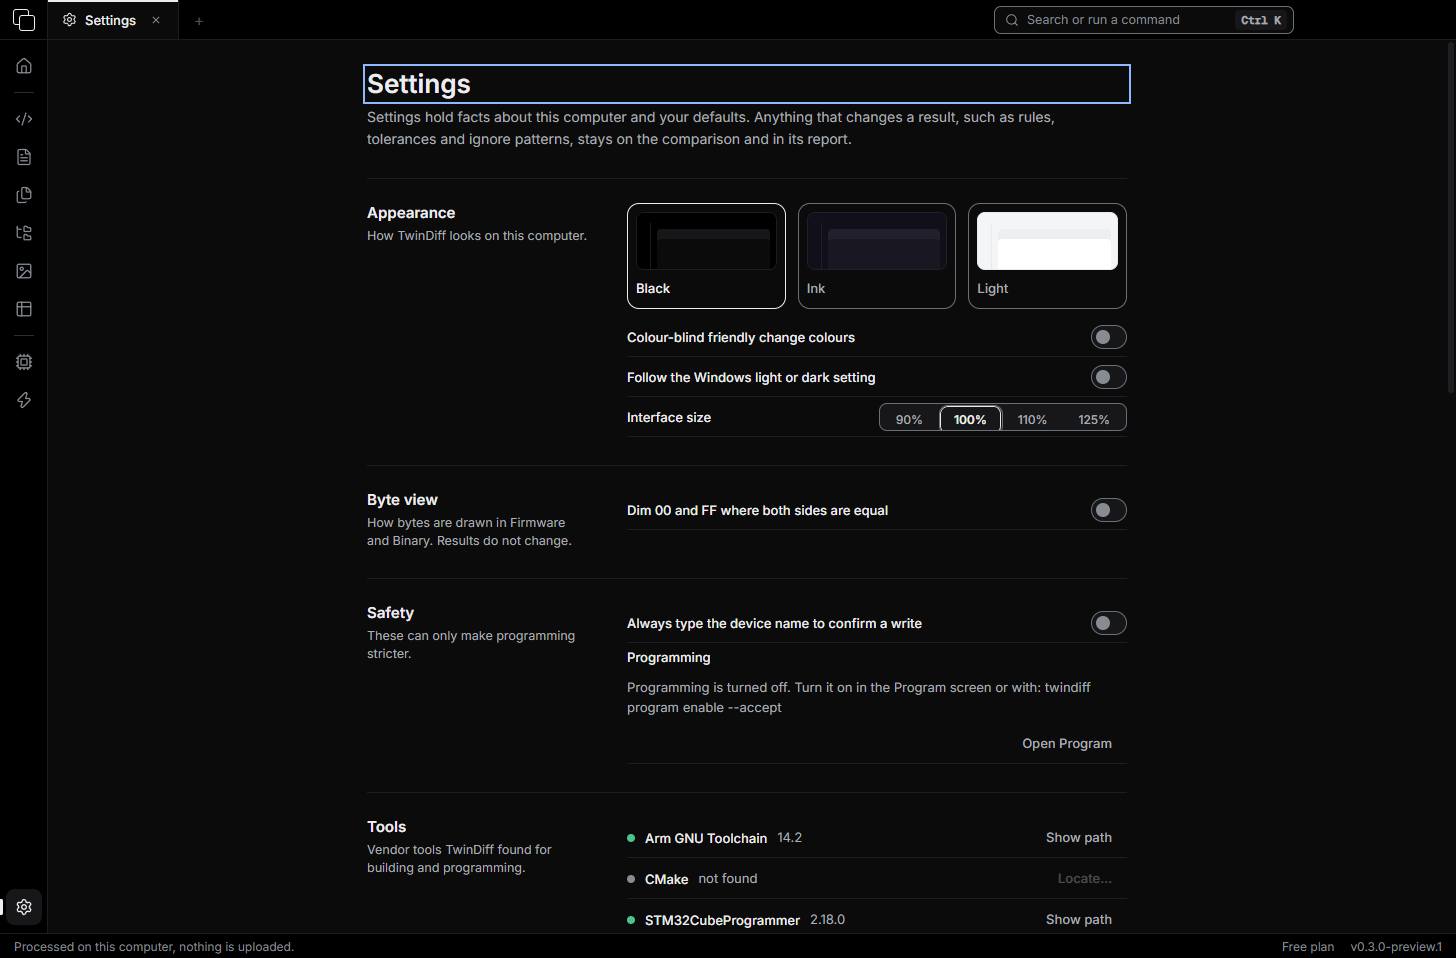 Settings
Search or run a command
Ctrl K
Settings
Settings hold facts about this computer and your defaults. Anything that changes a result, such as rules,
tolerances and ignore patterns, stays on the comparison and in its report.
Appearance
How TwinDiff looks on this computer.
Black
Ink
Light
Colour-blind friendly change colours
Follow the Windows light or dark setting
Interface size
90%
100%
110%
125%
Byte view
How bytes are drawn in Firmware
and Binary. Results do not change.
Dim 00 and FF where both sides are equal
Safety
These can only make programming
stricter.
Always type the device name to confirm a write
Programming
Programming is turned off. Turn it on in the Program screen or with: twindiff
program enable --accept
Open Program
Tools
Vendor tools TwinDiff found for
building and programming.
Arm GNU Toolchain 14.2
Show path
CMake not found
Locate...
STM32CubeProgrammer 2.18.0
Show path
Processed on this computer, nothing is uploaded.
Free plan
v0.3.0-preview.1